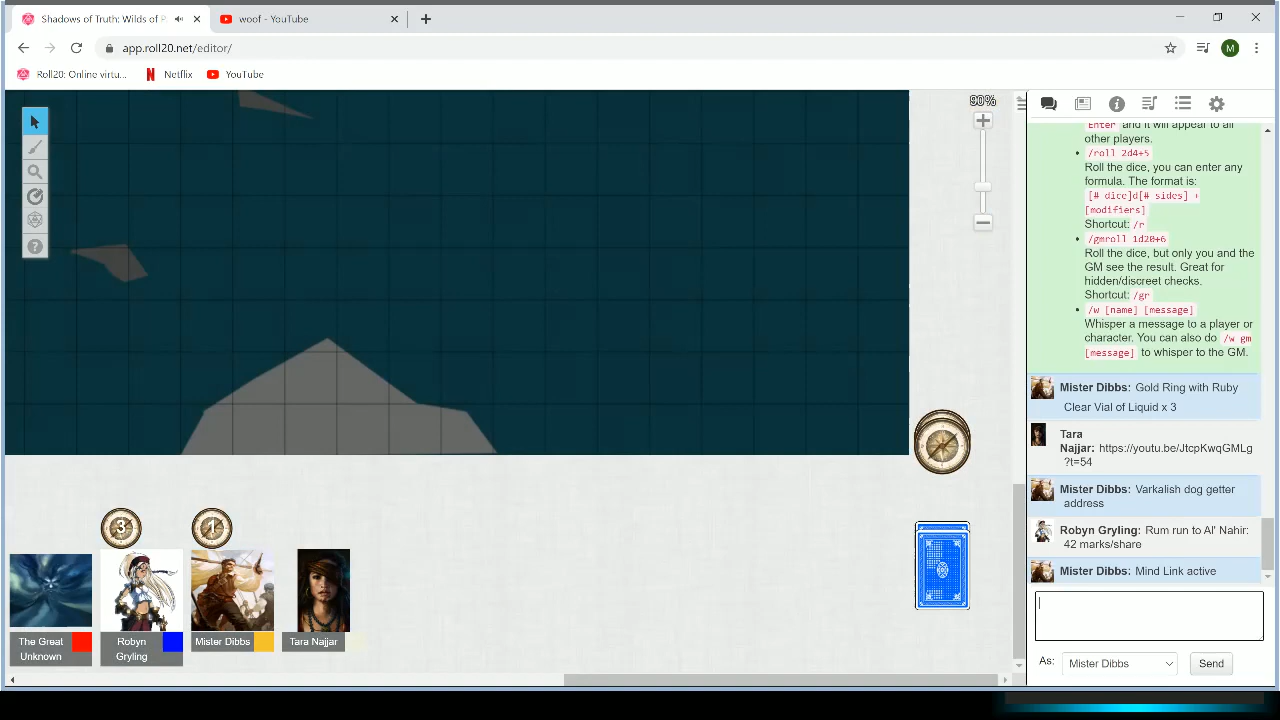 Shadows of Truth: Wilds of
woof - YouTube
app.roll20.net/editor/
M
Roll20: Online virtu...
Netflix
YouTube
90%
Enter and it will appear to all
other players.
/roll 2d4+5
Roll the dice, you can enter any
formula. The format is:
[# dice]d[# sides] +
[modifiers]
Shortcut: /r
/gmroll 1d20+6
Roll the dice, but only you and the
GM see the result. Great for
hidden/discreet checks.
Shortcut: /gr
/w [name] [message]
Whisper a message to a player or
character. You can also do /w gm
[message] to whisper to the GM.
Mister Dibbs: Gold Ring with Ruby
Clear Vial of Liquid x 3
Tara
Najjar: https://youtu.be/JtcpKwqGMLg
?t=54
Mister Dibbs: Varkalish dog getter
address
Robyn Gryling: Rum run to Al' Nahir:
42 marks/share
Mister Dibbs: Mind Link active
As: Mister Dibbs
Send
3
1
The Great
Unknown
Robyn
Gryling
Mister Dibbs
Tara Najjar